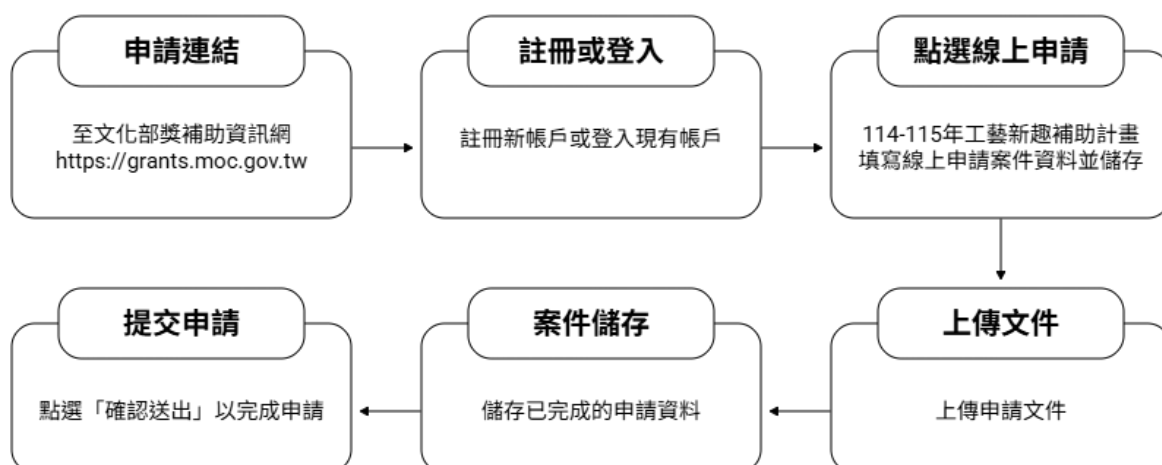 申請連結
至文化部獎補助資訊網
https://grants.moc.gov.tw
註冊或登入
註冊新帳戶或登入現有帳戶
點選線上申請
114-115年工藝新趣補助計畫
填寫線上申請案件資料並儲存
上傳文件
上傳申請文件
案件儲存
儲存已完成的申請資料
提交申請
點選「確認送出」以完成申請